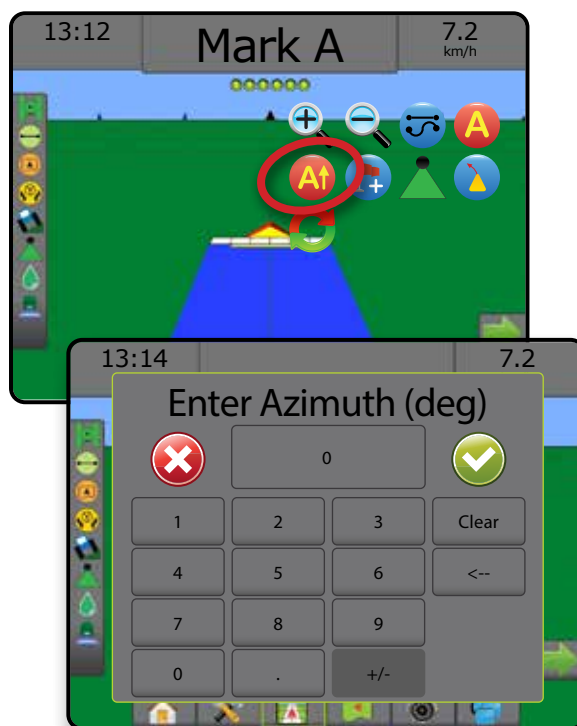 13:12 Mark A 7.2
km/h
A
A↑
13:14 7.2
Enter Azimuth (deg)
0
1 2 3 Clear
4 5 6 <--
7 8 9
0 . +/-